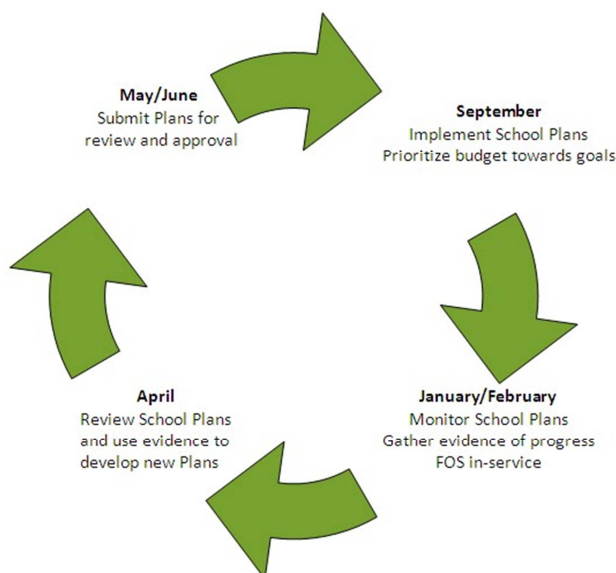 May/June
Submit Plans for
review and approval
September
Implement School Plans
Prioritize budget towards goals
January/February
Monitor School Plans
Gather evidence of progress
FOS in-service
April
Review School Plans
and use evidence to
develop new Plans